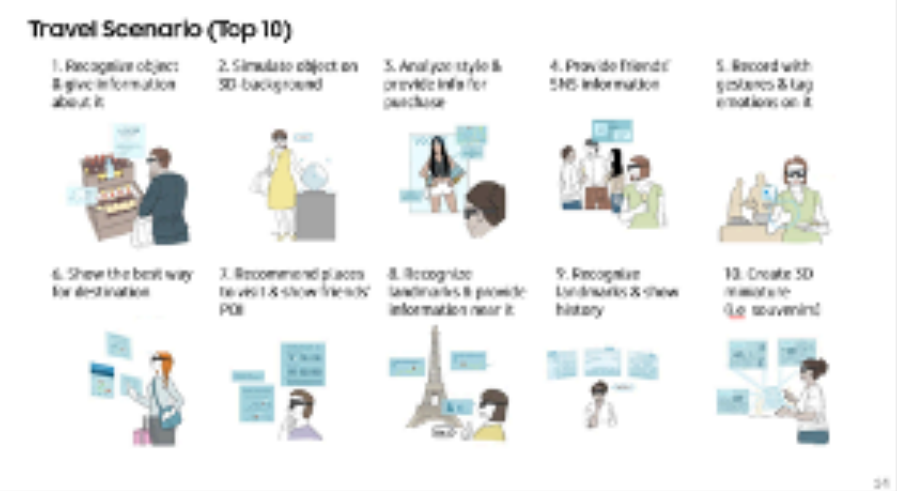 Travel Scenario (Top 10)
1. Recognize object
& give information
about it
2. Simulate object on
3D-background
3. Analyze style &
provide info for
purchase
4. Provide friends'
SNS information
5. Record with
gestures & tag
emotions on it
6. Show the best way
for destination
7. Recommend places
to visit & show friends'
POI
8. Recognize
landmarks & provide
information near it
9. Recognize
landmarks & show
history
10. Create 3D
miniature
(i.e souvenirs)